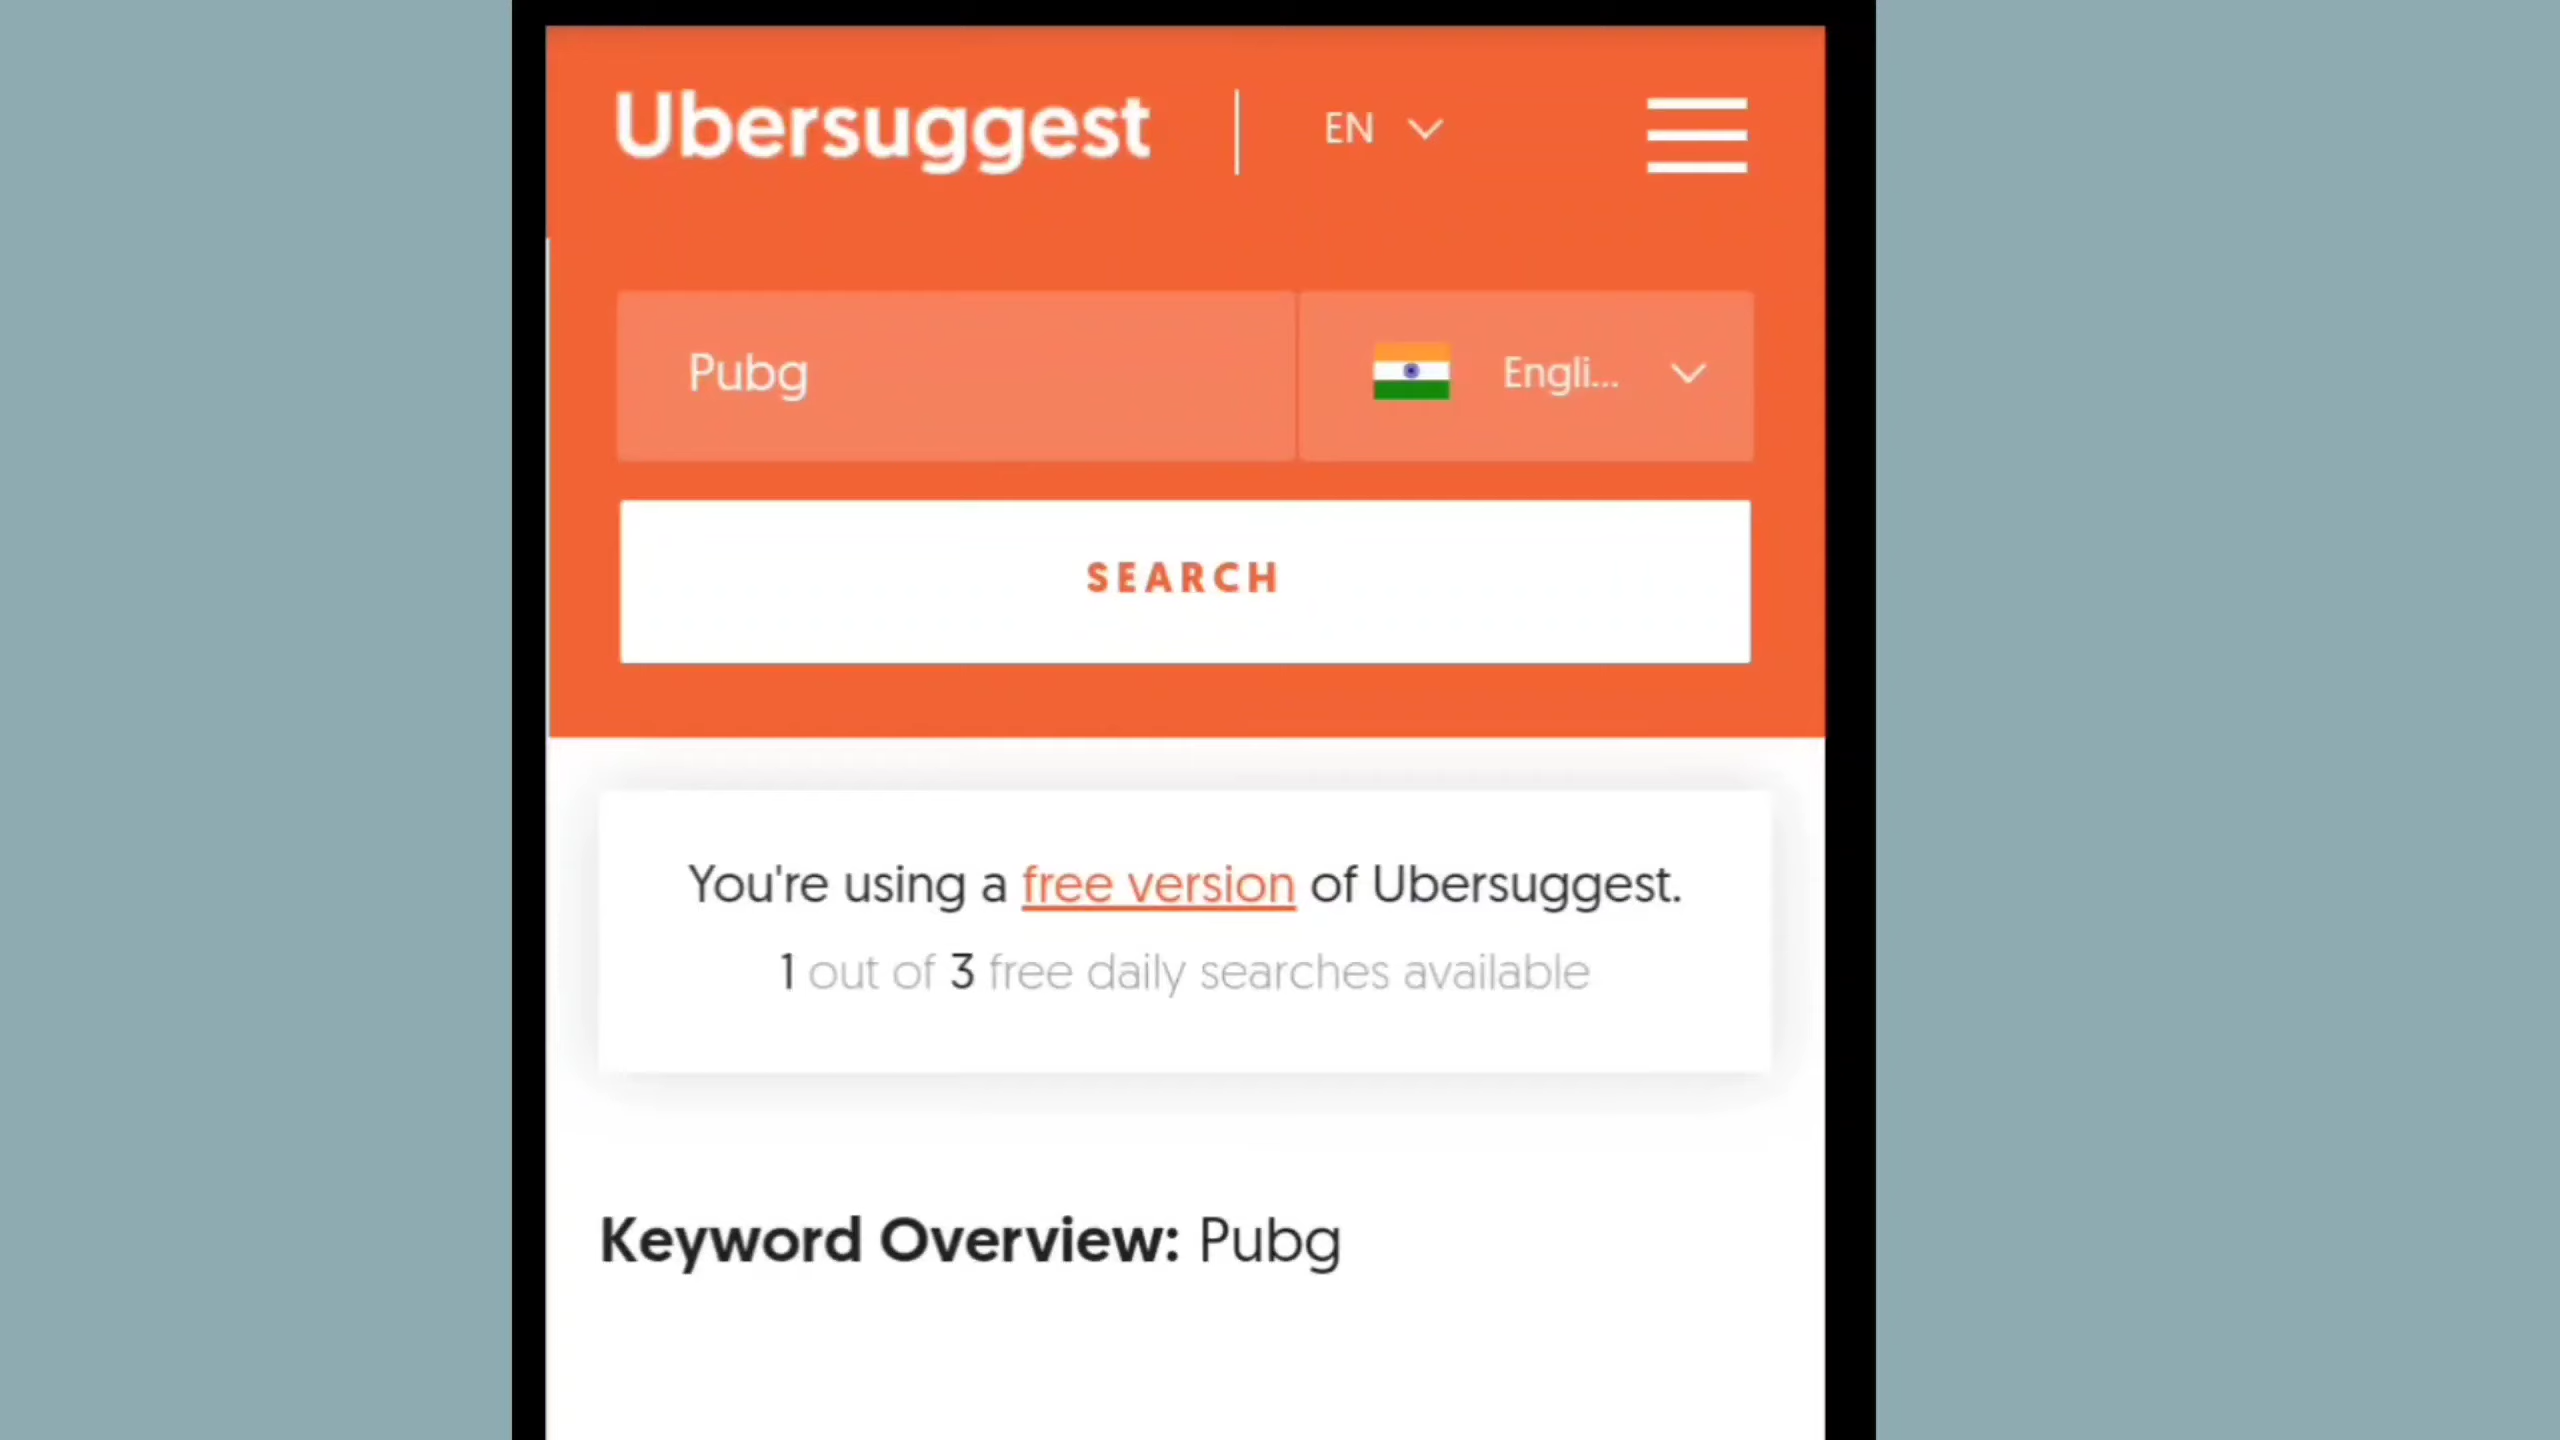 Ubersuggest
EN
Pubg
Engli...
SEARCH
You're using a free version of Ubersuggest.
1 out of 3 free daily searches available
Keyword Overview: Pubg